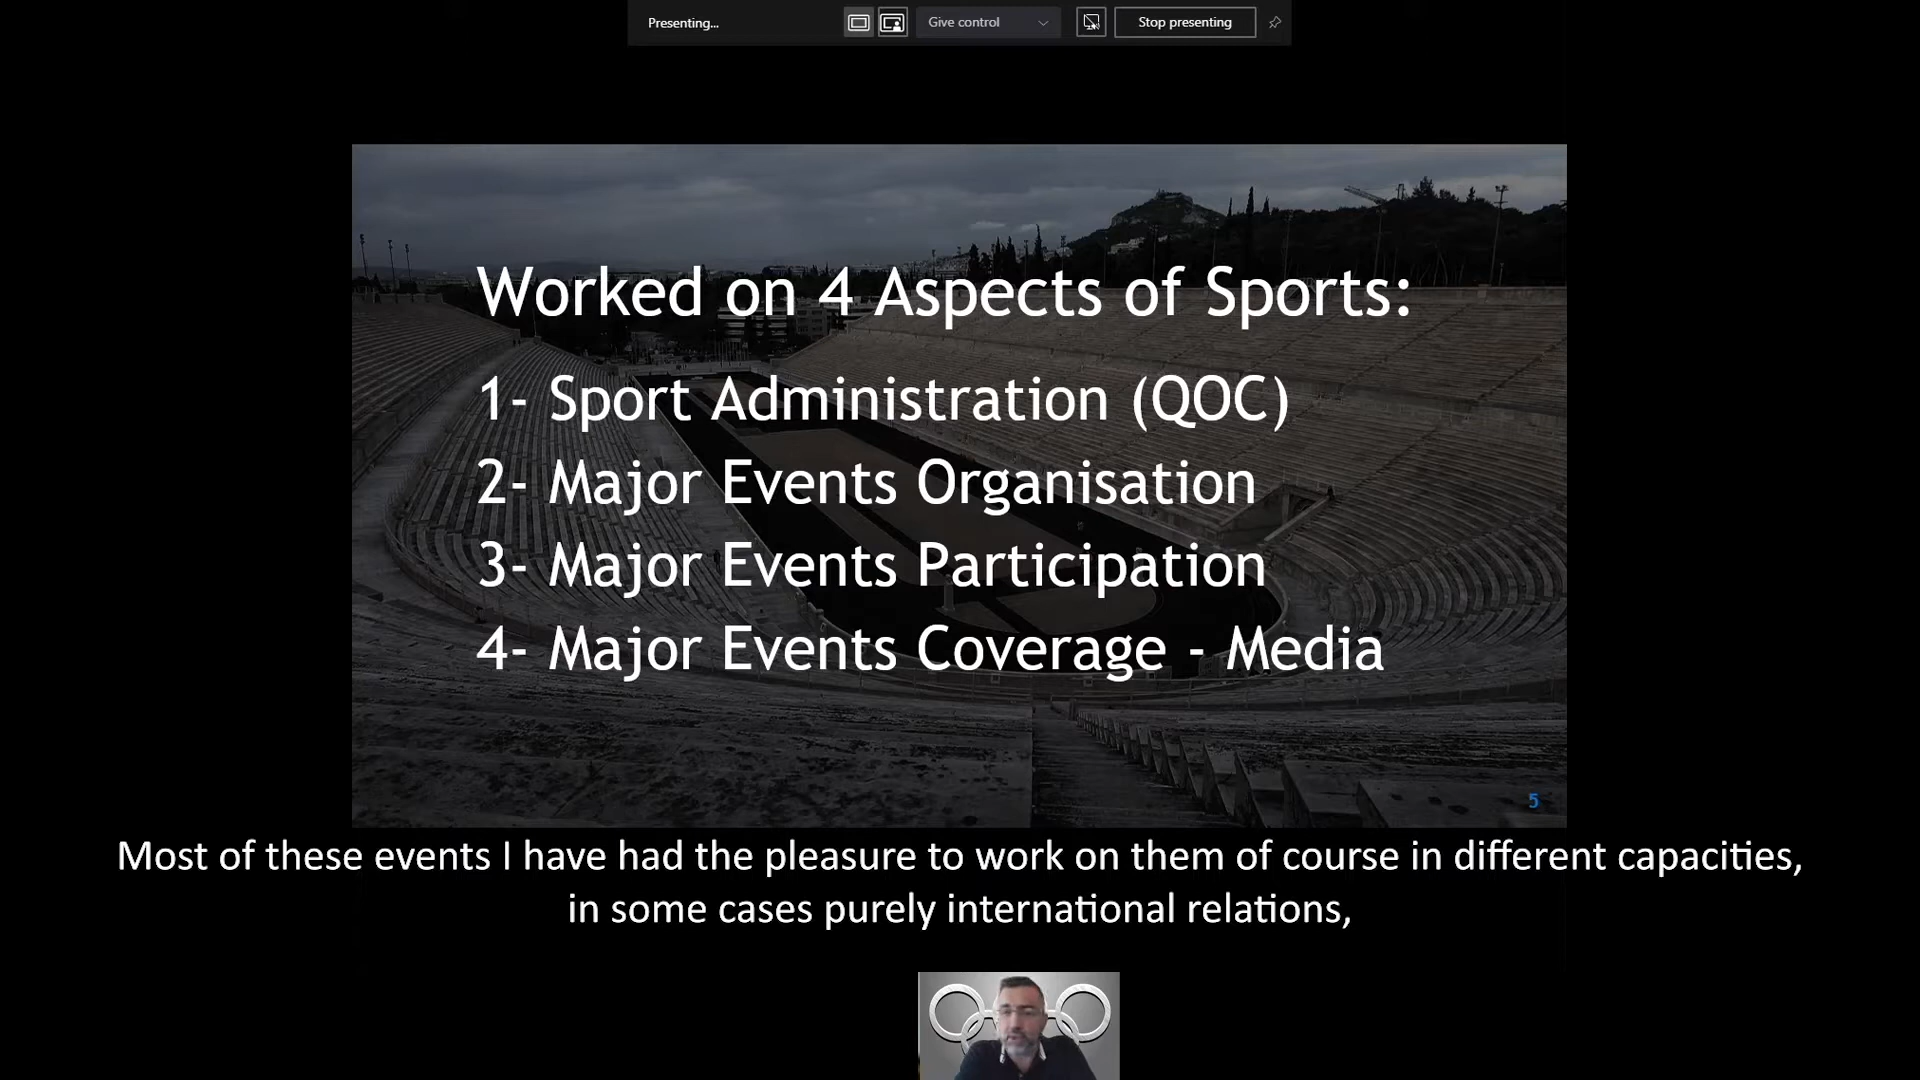 Presenting...
Give control
Stop presenting
Worked on 4 Aspects of Sports:
1- Sport Administration (QOC)
2- Major Events Organisation
3- Major Events Participation
4- Major Events Coverage - Media
5
Most of these events I have had the pleasure to work on them of course in different capacities,
in some cases purely international relations,